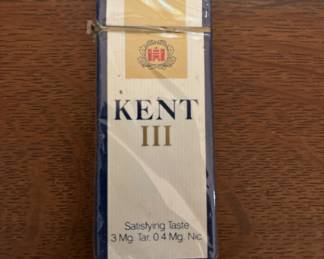 KENT
III
Satisfying Taste
3 Mg. Tar, 0.4 Mg. Nic